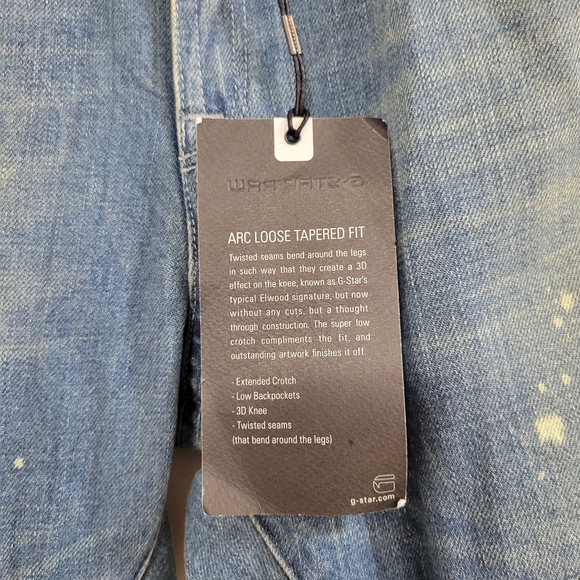 G-STAR RAW
ARC LOOSE TAPERED FIT
Twisted seams bend around the legs
in such way that they create a 3D
effect on the knee, known as G-Star's
typical Elwood signature, but now
without any cuts, but a thought
through construction. The super low
crotch compliments the fit, and
outstanding artwork finishes it off.
- Extended Crotch
- Low Backpockets
- 3D Knee
- Twisted seams
(that bend around the legs)
g-star.com